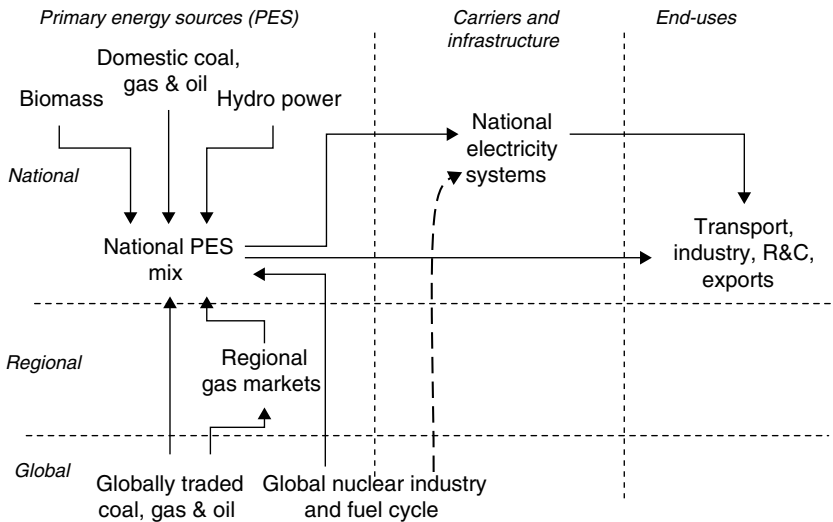 Primary energy sources (PES)
Carriers and
infrastructure
End-uses
Domestic coal,
gas & oil
Biomass
Hydro power
National
electricity
systems
National
Transport,
industry, R&C,
exports
National PES
mix
Regional
Regional
gas markets
Global
Globally traded
coal, gas & oil
Global nuclear industry
and fuel cycle